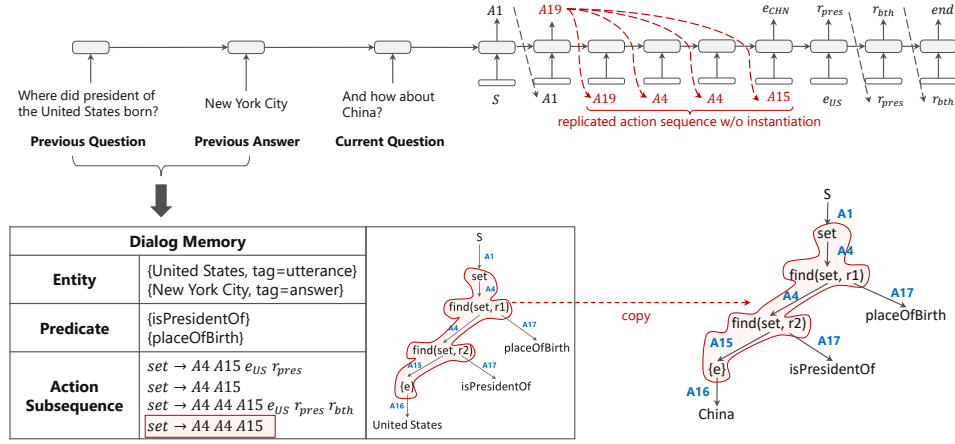 A1 A19 e_CHN r_pres r_bth end
S A1 A19 A4 A4 A15 e_US r_pres r_bth
replicated action sequence w/o instantiation
Where did president of
the United States born?
New York City
And how about
China?
Previous Question
Previous Answer
Current Question
Dialog Memory
Entity
{United States, tag=utterance}
{New York City, tag=answer}
Predicate
{isPresidentOf}
{placeOfBirth}
Action
Subsequence
set → A4 A15 e_US r_pres
set → A4 A15
set → A4 A4 A15 e_US r_pres r_bth
set → A4 A4 A15
S
A1
set
A4
find(set, r1)
A4 A17
find(set, r2) placeOfBirth
A15 A17
{e} isPresidentOf
A16
United States
copy
S
A1
set
A4
find(set, r1)
A4 A17
placeOfBirth
find(set, r2)
A15 A17
{e} isPresidentOf
A16
China